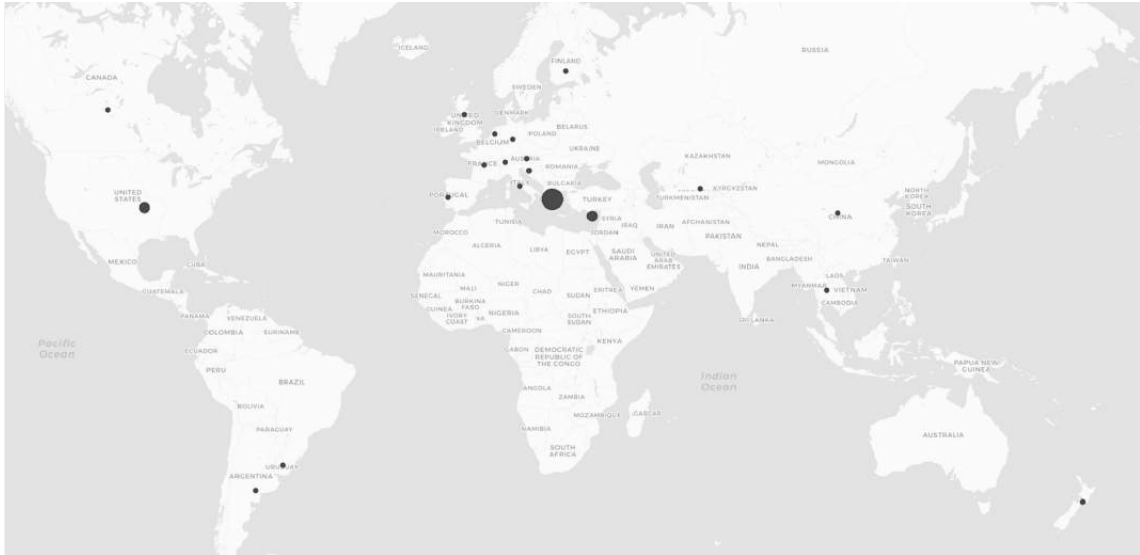 ICELAND
RUSSIA
FINLAND
CANADA
SWEDEN
UNITED
KINGDOM
DENMARK
IRELAND
BELARUS
POLAND
BELGIUM
UKRAINE
KAZAKHSTAN
MONGOLIA
FRANCE
AUSTRIA
ROMANIA
UNITED
STATES
PORTUGAL
ITALY
BULGARIA
KYRGYZSTAN
NORTH
KOREA
TURKEY
TURKMENISTAN
SOUTH
KOREA
CHINA
TUNISIA
SYRIA
MOROCCO
IRAQ
IRAN
AFGHANISTAN
JORDAN
PAKISTAN
ALGERIA
LIBYA
EGYPT
SAUDI
ARABIA
UNITED
ARAB
EMIRATES
NEPAL
BANGLADESH
TAIWAN
MEXICO
CUBA
INDIA
LAOS
MAURITANIA
MYANMAR
VIETNAM
GUATEMALA
MALI
NIGER
CHAD
SUDAN
ERITREA
YEMEN
SENEGAL
CAMBODIA
GUINEA
BURKINA
FASO
IVORY
COAST
NIGERIA
SOUTH
SUDAN
ETHIOPIA
PANAMA
VENEZUELA
SRI LANKA
COLOMBIA
SURINAME
CAMEROON
KENYA
Pacific
Ocean
ECUADOR
GABON
DEMOCRATIC
REPUBLIC OF
THE CONGO
PAPUA NEW
GUINEA
PERU
BRAZIL
Indian
Ocean
ANGOLA
ZAMBIA
BOLIVIA
MOZAMBIQUE
GASCAR
PARAGUAY
NAMIBIA
AUSTRALIA
SOUTH
AFRICA
URUGUAY
ARGENTINA